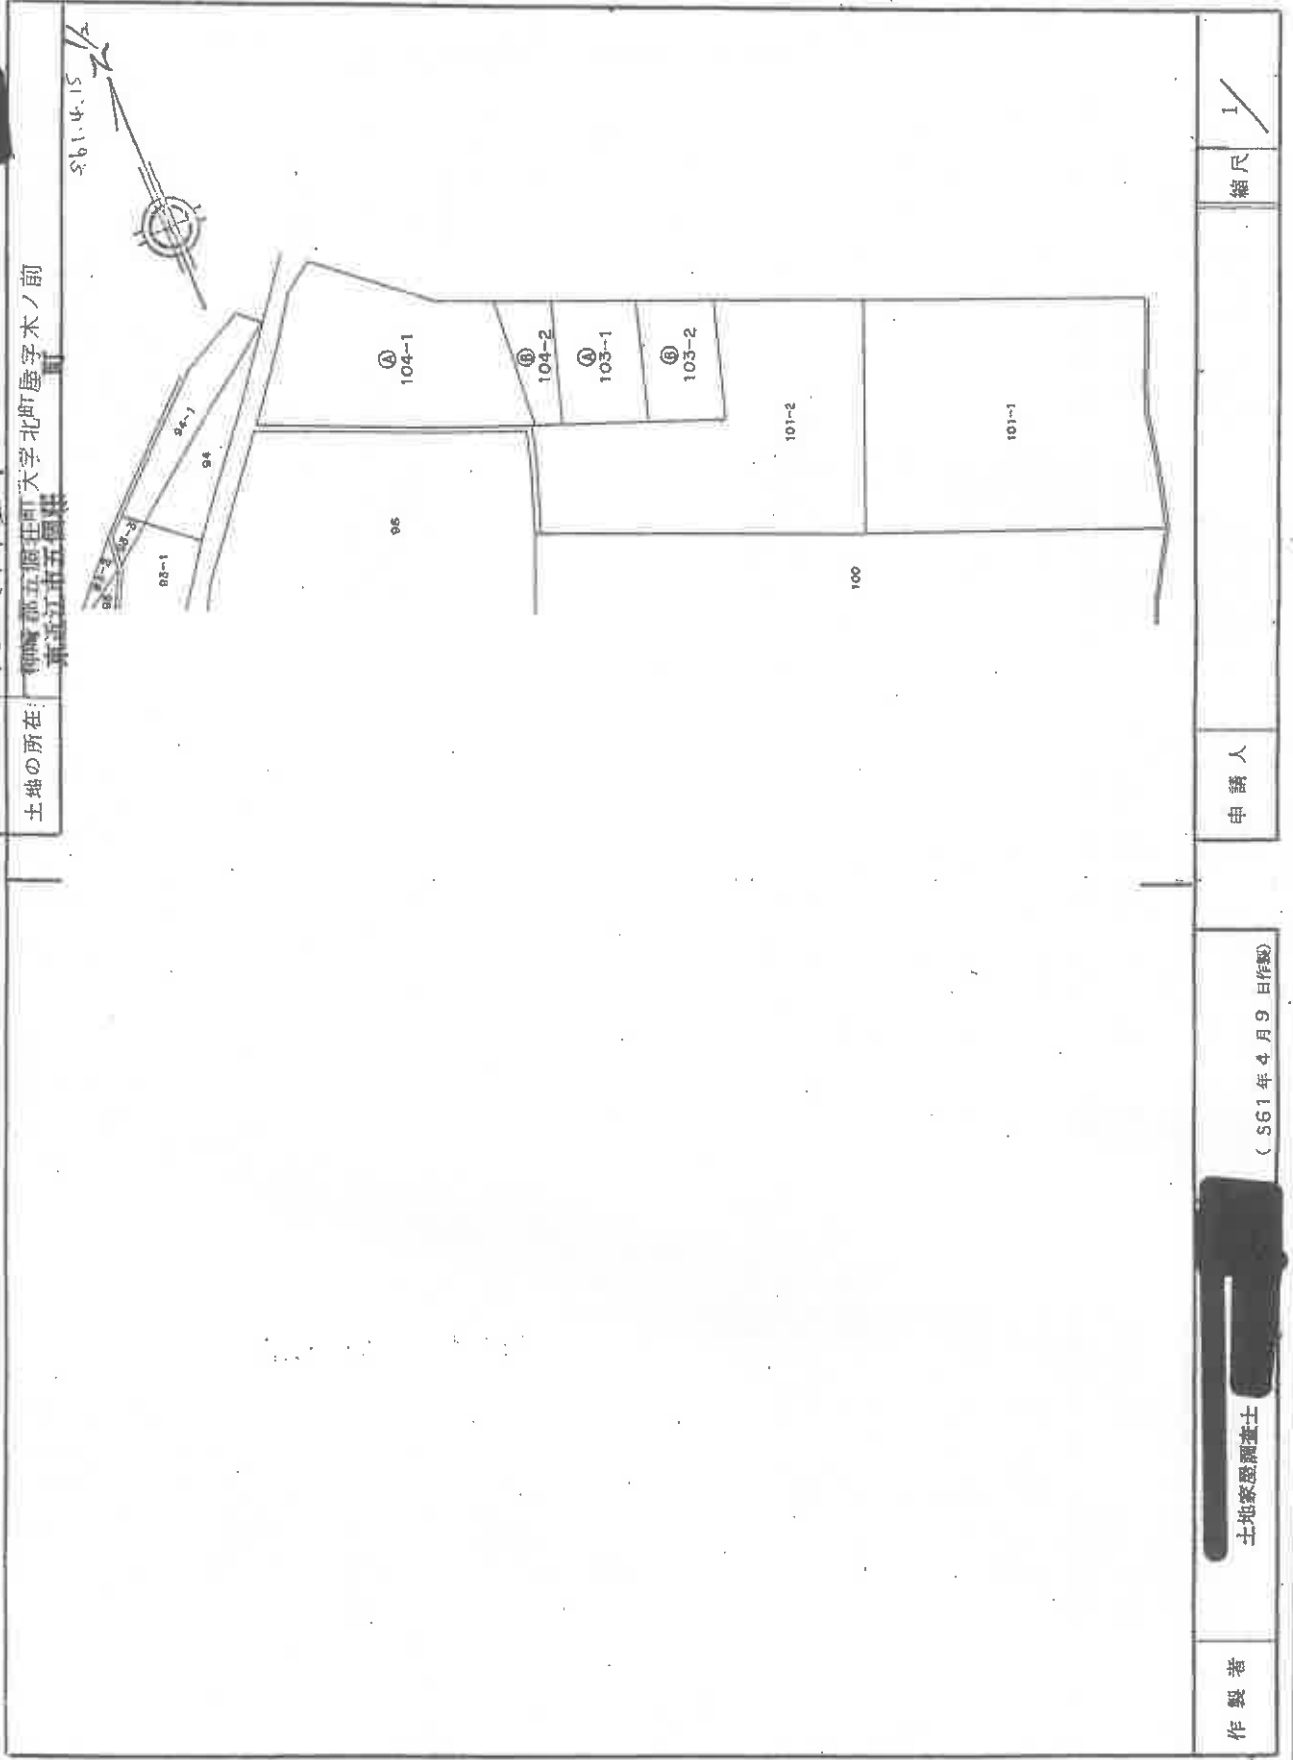 土地の所在
神崎郡五個荘町大字北町屋字木ノ前
東近江市五個荘
町
S61.4.15
94-1
94
93-1
96
Ⓐ
104-1
Ⓑ
104-2
Ⓐ
103-1
Ⓑ
103-2
101-2
101-1
100
作製者
土地家屋調査士
(S61年4月9日作製)
申請人
縮尺
1/